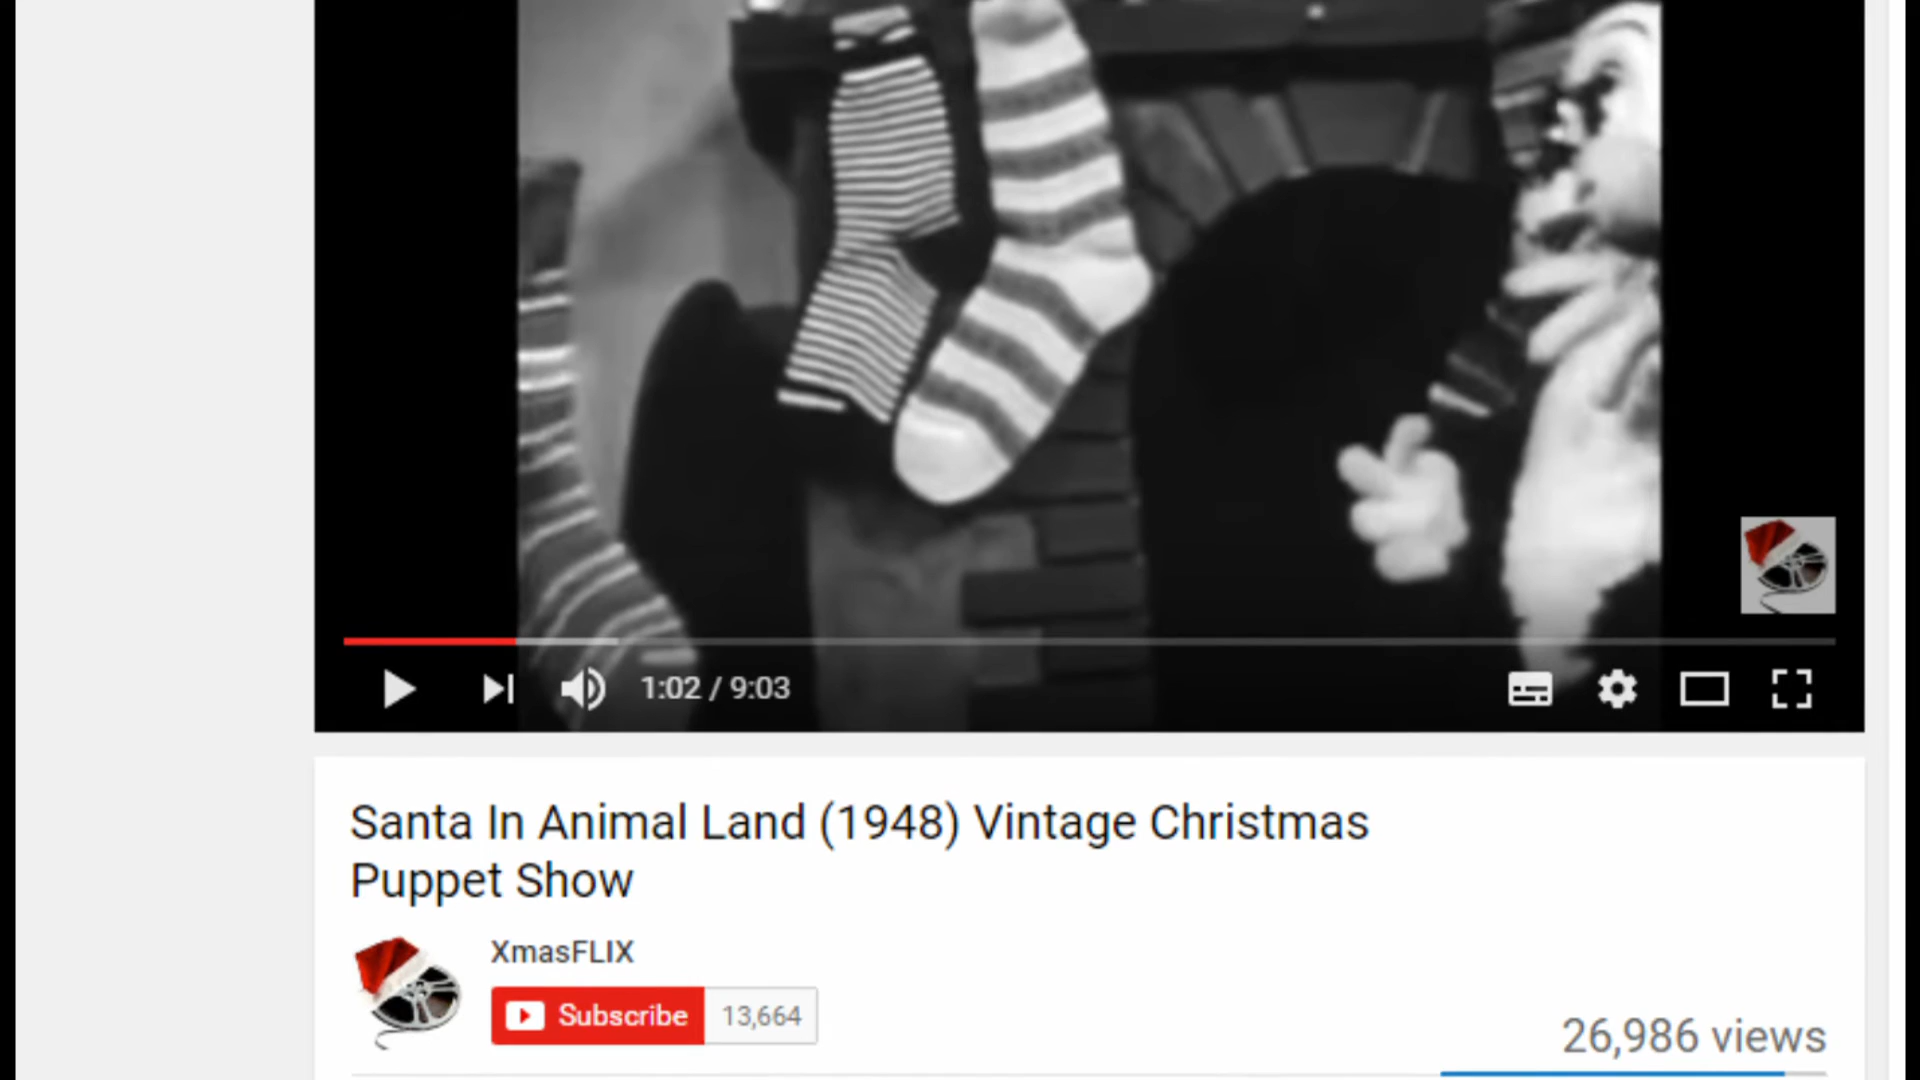 1:02 / 9:03
Santa In Animal Land (1948) Vintage Christmas
Puppet Show
XmasFLIX
Subscribe 13,664
26,986 views